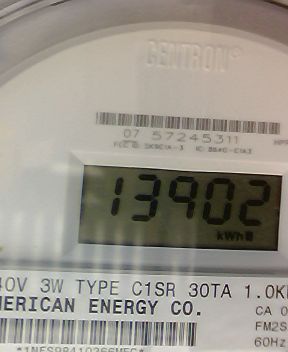 CENTRON®
07 57245311
13902
kWh
40V 3W TYPE C1SR 30TA 1.0K
MERICAN ENERGY CO.
CA 0
FM2S
60Hz